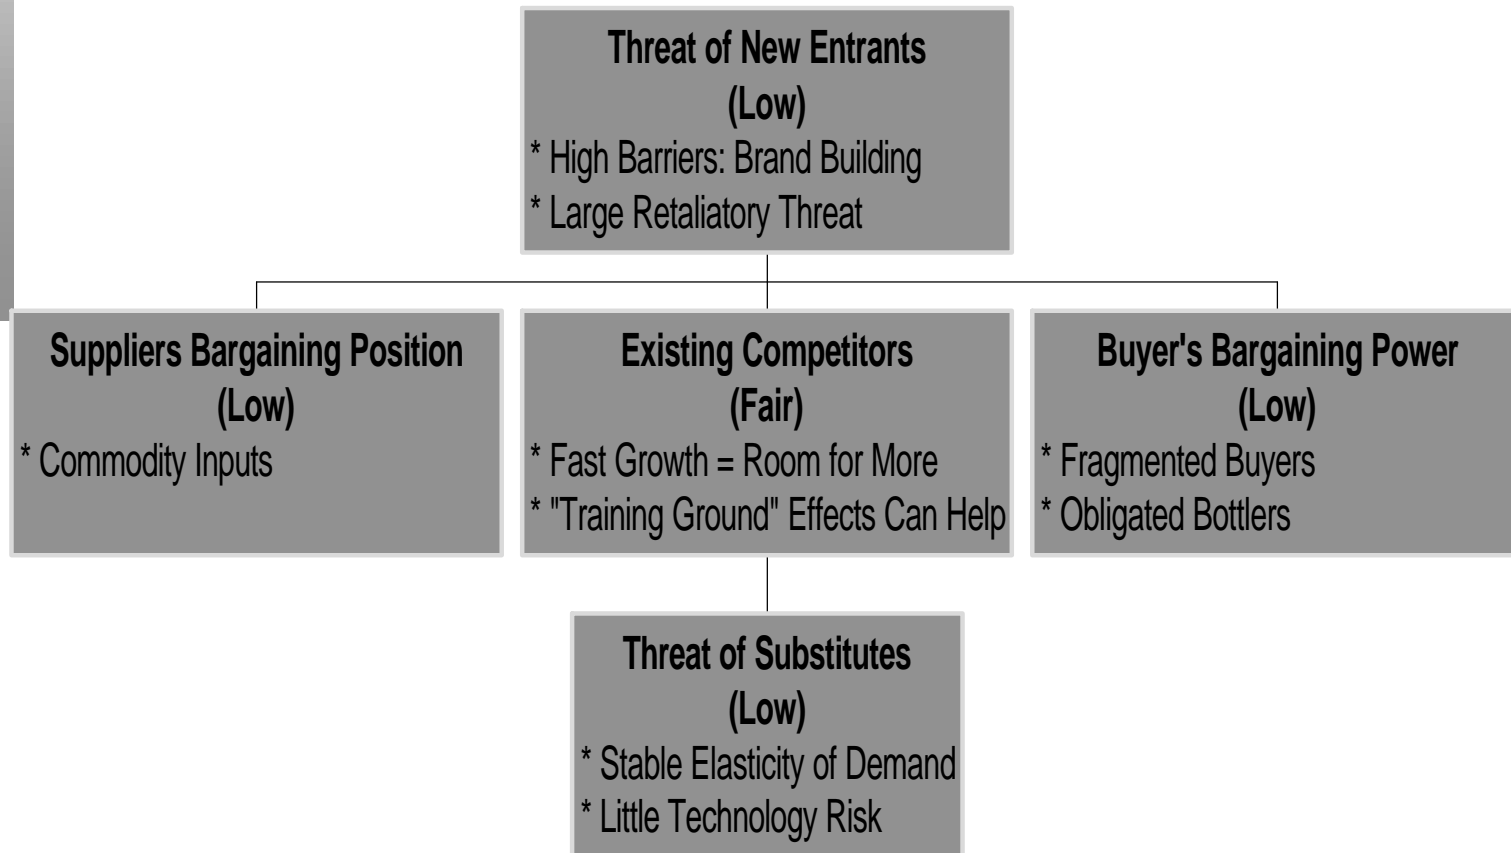 Threat of New Entrants
(Low)
* High Barriers: Brand Building
* Large Retaliatory Threat
Suppliers Bargaining Position
(Low)
* Commodity Inputs
Existing Competitors
(Fair)
* Fast Growth = Room for More
* "Training Ground" Effects Can Help
Buyer's Bargaining Power
(Low)
* Fragmented Buyers
* Obligated Bottlers
Threat of Substitutes
(Low)
* Stable Elasticity of Demand
* Little Technology Risk